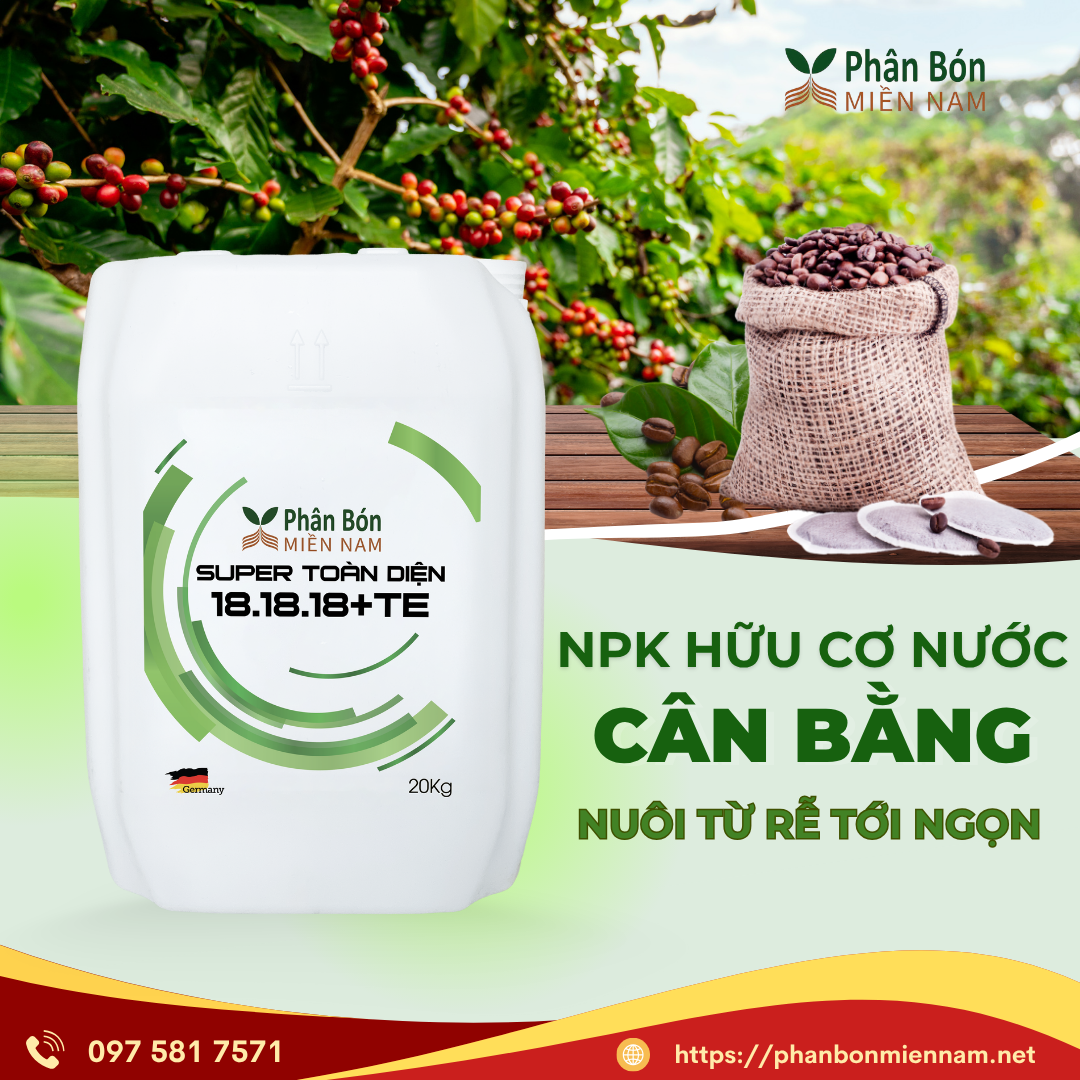 Phân Bón
MIỀN NAM
Phân Bón
MIỀN NAM
SUPER TOÀN DIỆN
18.18.18+TE
Germany
20Kg
NPK HỮU CƠ NƯỚC
CÂN BẰNG
NUÔI TỪ RỄ TỚI NGỌN
097 581 7571
https://phanbonmiennam.net